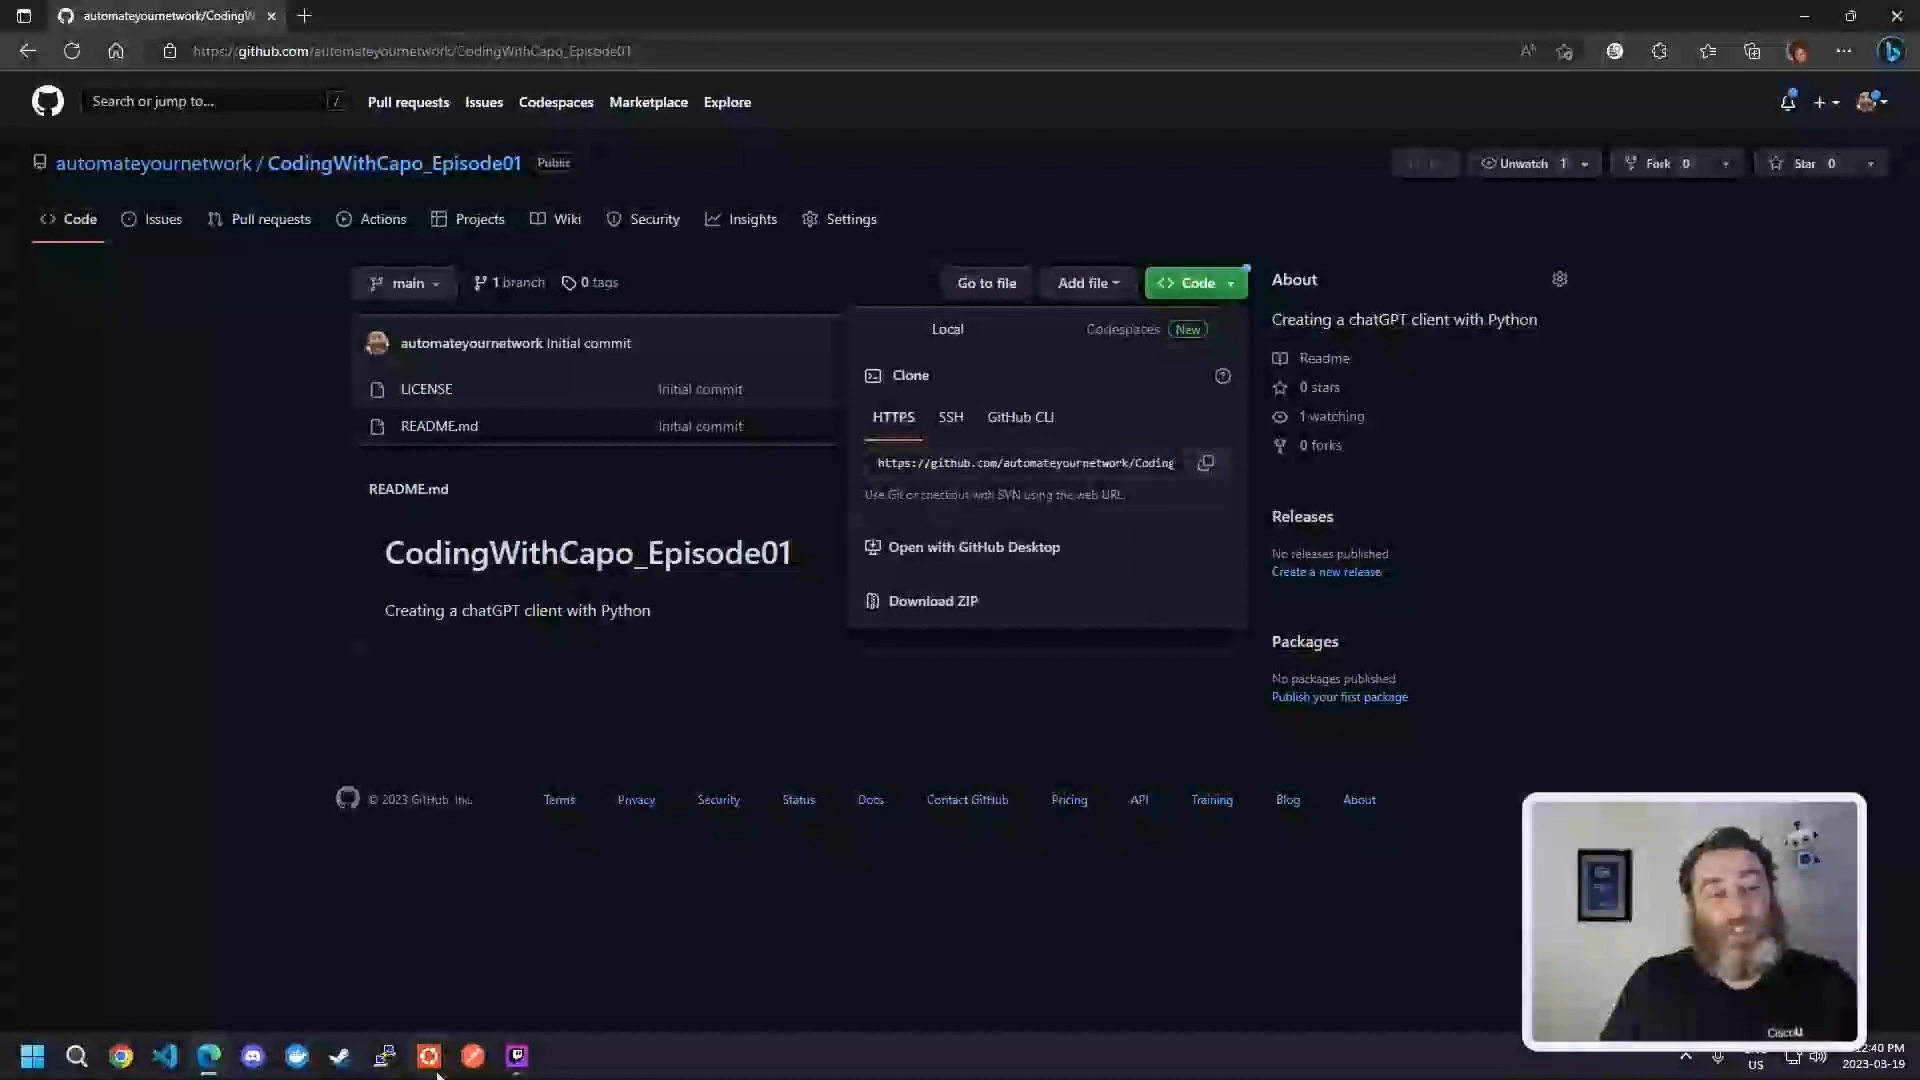 automateyournetwork/CodingW
https://github.com/automateyournetwork/CodingWithCapo_Episode01
Search or jump to... /
Pull requests Issues Codespaces Marketplace Explore
automateyournetwork / CodingWithCapo_Episode01 Public
Unwatch 1 Fork 0 Star 0
Code Issues Pull requests Actions Projects Wiki Security Insights Settings
main 1 branch 0 tags
Go to file Add file Code
About
Local Codespaces New
Creating a chatGPT client with Python
automateyournetwork Initial commit
Readme
Clone
LICENSE Initial commit
0 stars
HTTPS SSH GitHub CLI
1 watching
README.md Initial commit
0 forks
https://github.com/automateyournetwork/Coding
Use Git or checkout with SVN using the web URL.
README.md
Releases
Open with GitHub Desktop
No releases published
CodingWithCapo_Episode01
Create a new release
Download ZIP
Creating a chatGPT client with Python
Packages
No packages published
Publish your first package
© 2023 GitHub, Inc. Terms Privacy Security Status Docs Contact GitHub Pricing API Training Blog About
CiscoU
US
2:40 PM
2023-03-19